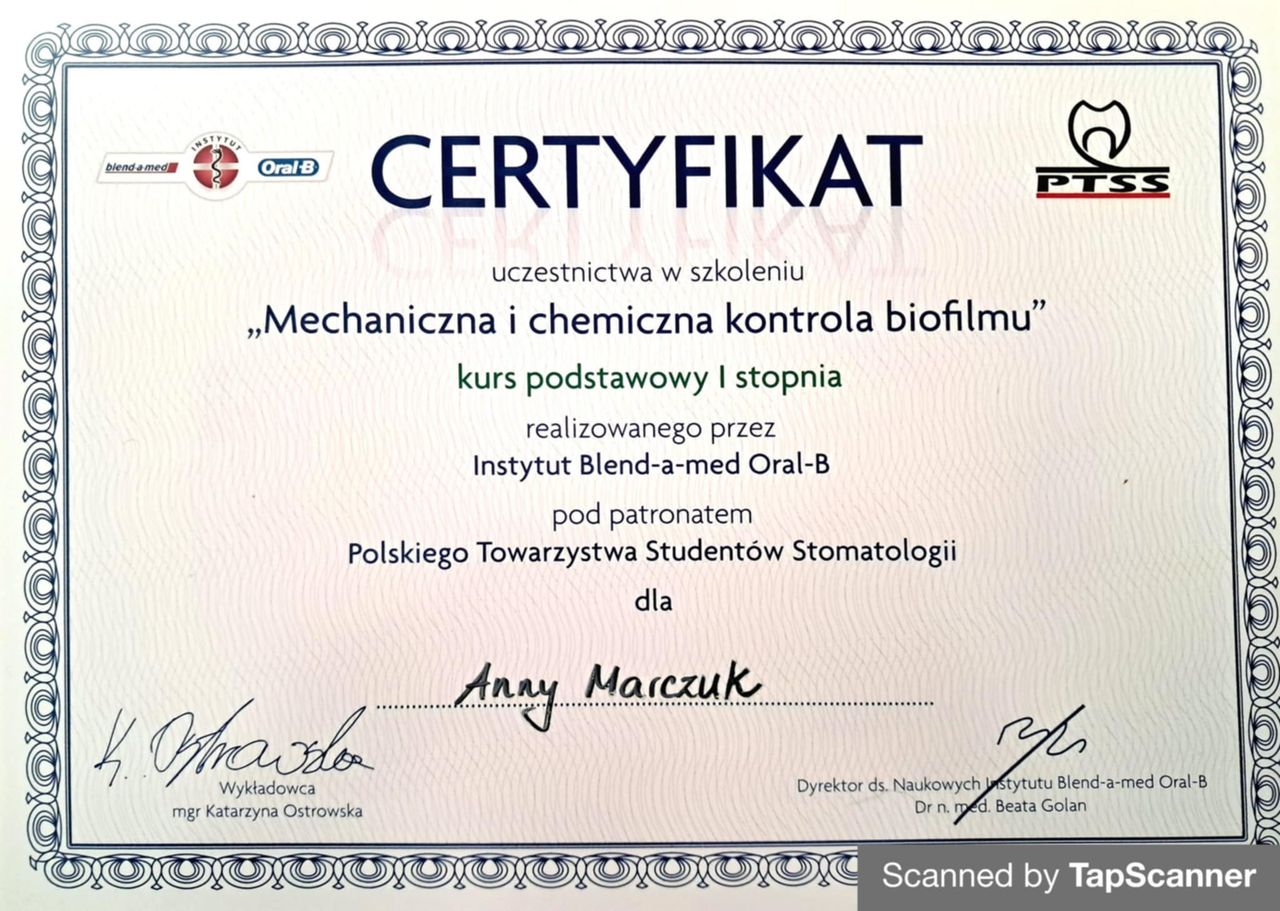 blend-a-med INSTYTUT Oral-B
CERTYFIKAT
PTSS
uczestnictwa w szkoleniu
„Mechaniczna i chemiczna kontrola biofilmu”
kurs podstawowy I stopnia
realizowanego przez
Instytut Blend-a-med Oral-B
pod patronatem
Polskiego Towarzystwa Studentów Stomatologii
dla
Anny Marczuk
K. Ostrowska
Wykładowca
mgr Katarzyna Ostrowska
Dyrektor ds. Naukowych Instytutu Blend-a-med Oral-B
Dr n. med. Beata Golan
Scanned by TapScanner